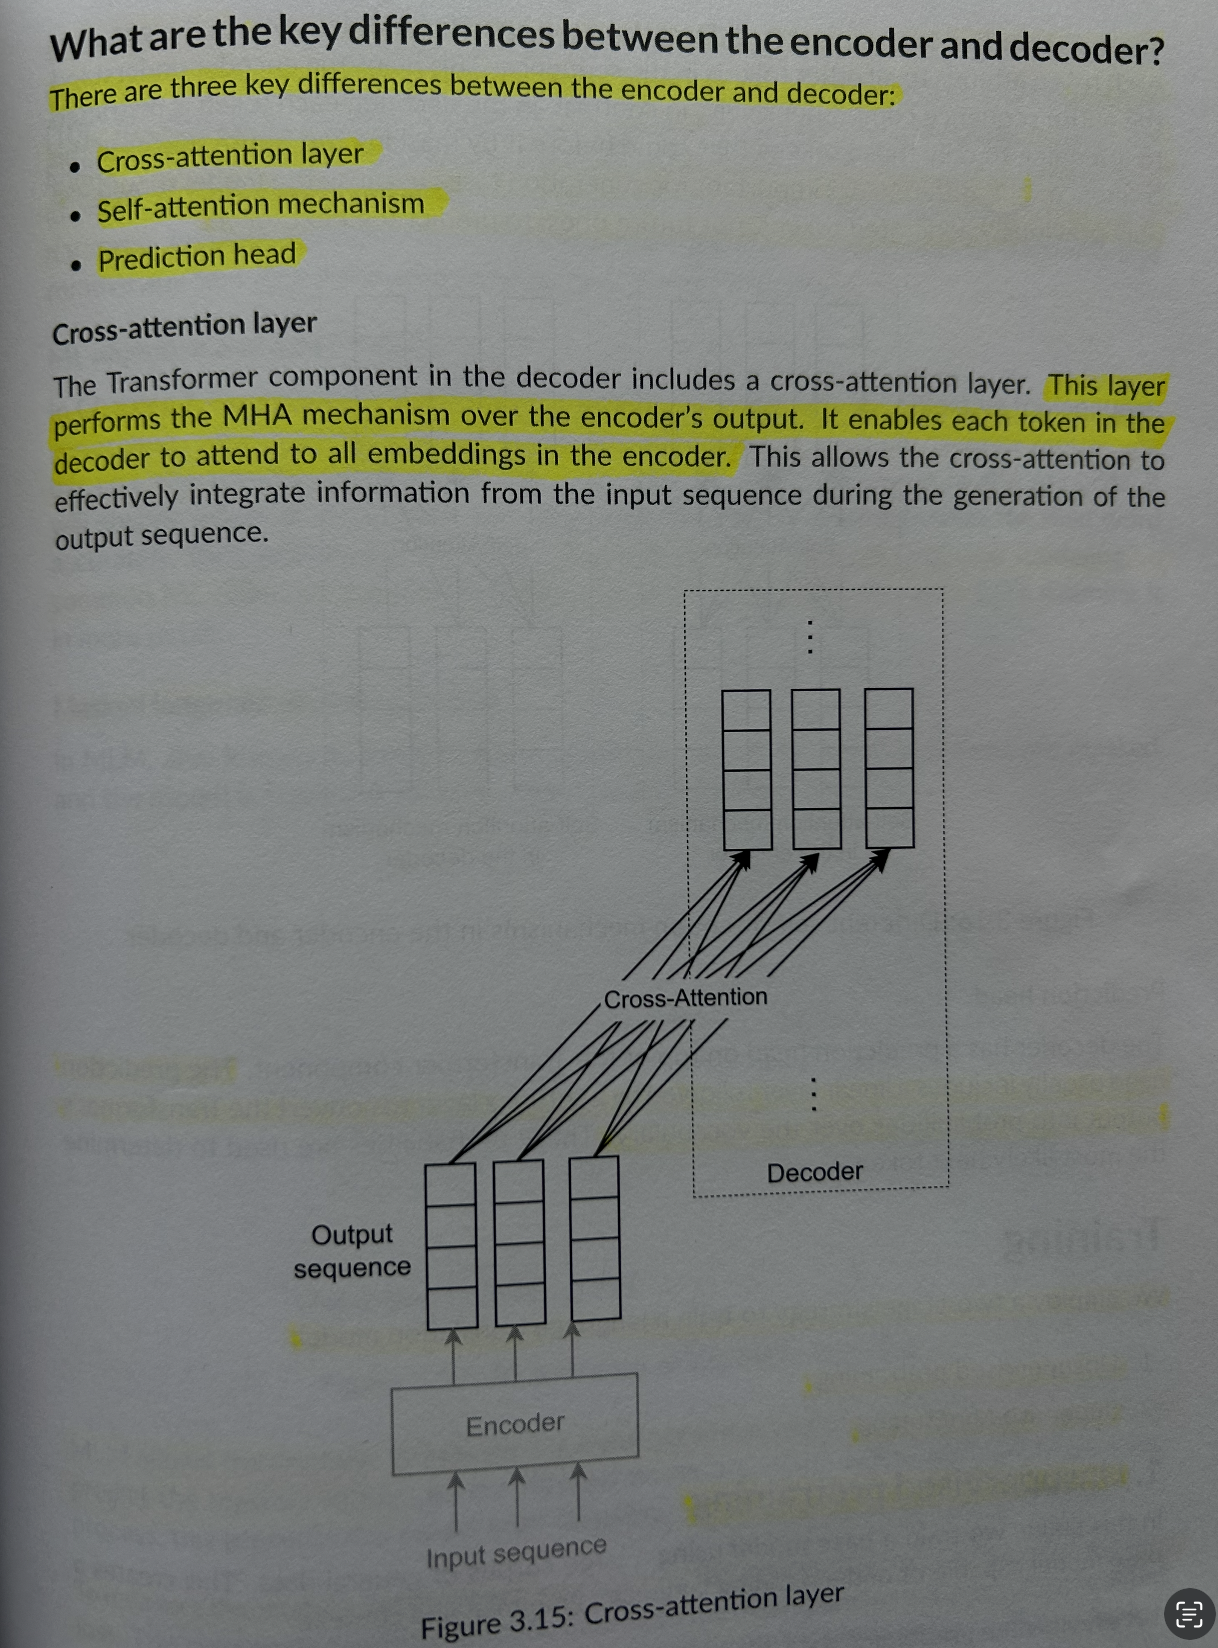 What are the key differences between the encoder and decoder?
There are three key differences between the encoder and decoder:
• Cross-attention layer
• Self-attention mechanism
• Prediction head
Cross-attention layer
The Transformer component in the decoder includes a cross-attention layer. This layer
performs the MHA mechanism over the encoder's output. It enables each token in the
decoder to attend to all embeddings in the encoder. This allows the cross-attention to
effectively integrate information from the input sequence during the generation of the
output sequence.
Cross-Attention
Decoder
Output
sequence
Encoder
Input sequence
Figure 3.15: Cross-attention layer